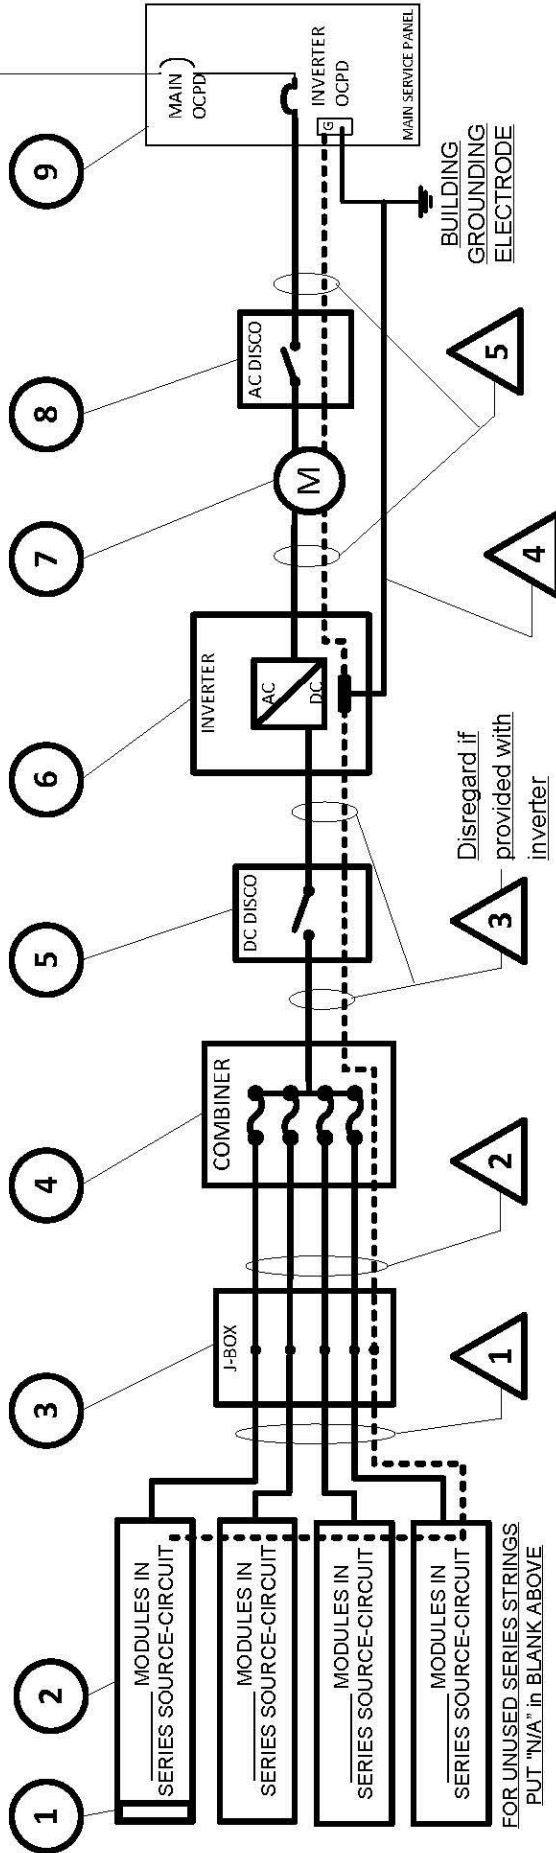 1
2
3
4
5
6
7
8
9
MODULES IN
SERIES SOURCE-CIRCUIT
MODULES IN
SERIES SOURCE-CIRCUIT
MODULES IN
SERIES SOURCE-CIRCUIT
MODULES IN
SERIES SOURCE-CIRCUIT
FOR UNUSED SERIES STRINGS
PUT "N/A" in BLANK ABOVE
J-BOX
COMBINER
DC DISCO
INVERTER
AC
DC
M
AC DISCO
MAIN
OCPD
INVERTER
OCPD
G
MAIN SERVICE PANEL
BUILDING
GROUNDING
ELECTRODE
1
2
3
Disregard if
provided with
inverter
4
5